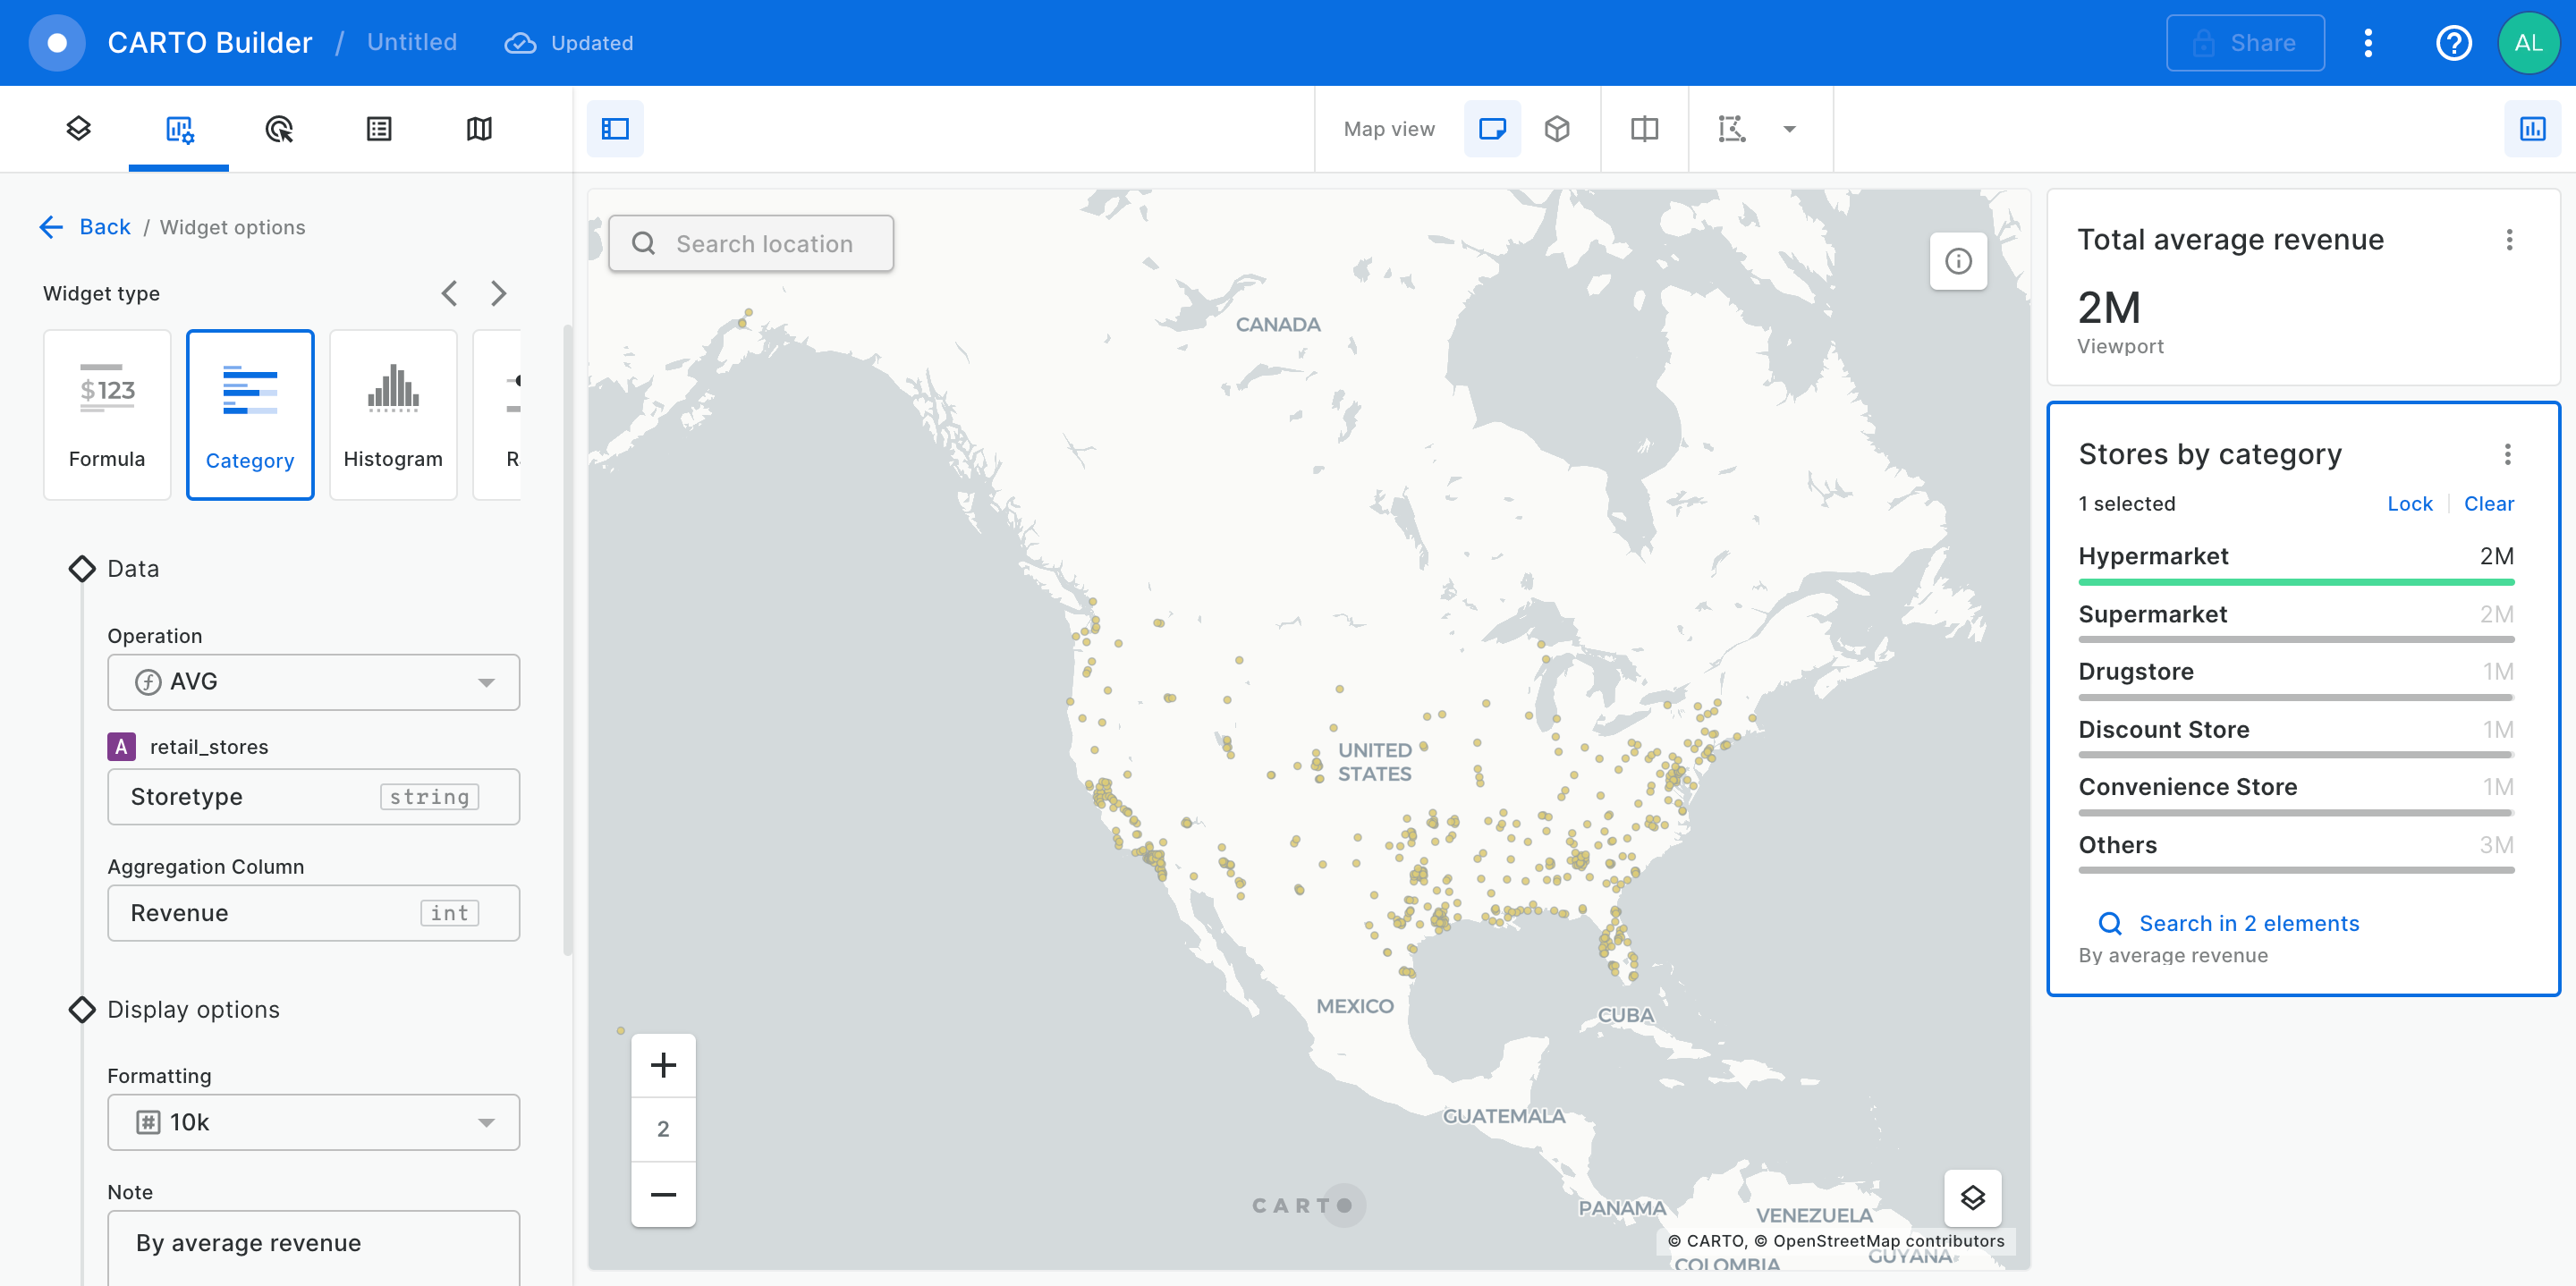 CARTO Builder / Untitled Updated Share AL
Map view
Back / Widget options
Widget type
$123
Formula Category Histogram
Data
Operation
AVG
A retail_stores
Storetype string
Aggregation Column
Revenue int
Display options
Formatting
10k
Note
By average revenue
Search location
CANADA
UNITED
STATES
MEXICO
CUBA
GUATEMALA
PANAMA
VENEZUELA
GUYANA
COLOMBIA
2
CARTO
© CARTO, © OpenStreetMap contributors
Total average revenue
2M
Viewport
Stores by category
1 selected Lock Clear
Hypermarket 2M
Supermarket 2M
Drugstore 1M
Discount Store 1M
Convenience Store 1M
Others 3M
Search in 2 elements
By average revenue